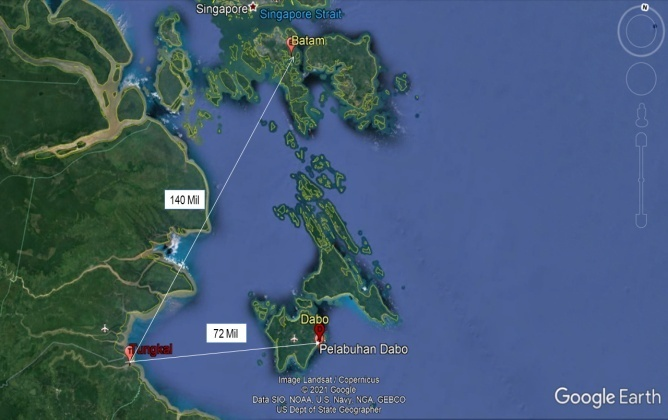 Singapore
Singapore Strait
Batam
N
140 Mil
Dabo
72 Mil
Tungkal
Pelabuhan Dabo
Image Landsat / Copernicus
© 2021 Google
Data SIO, NOAA, U.S. Navy, NGA, GEBCO
US Dept of State Geographer
Google Earth